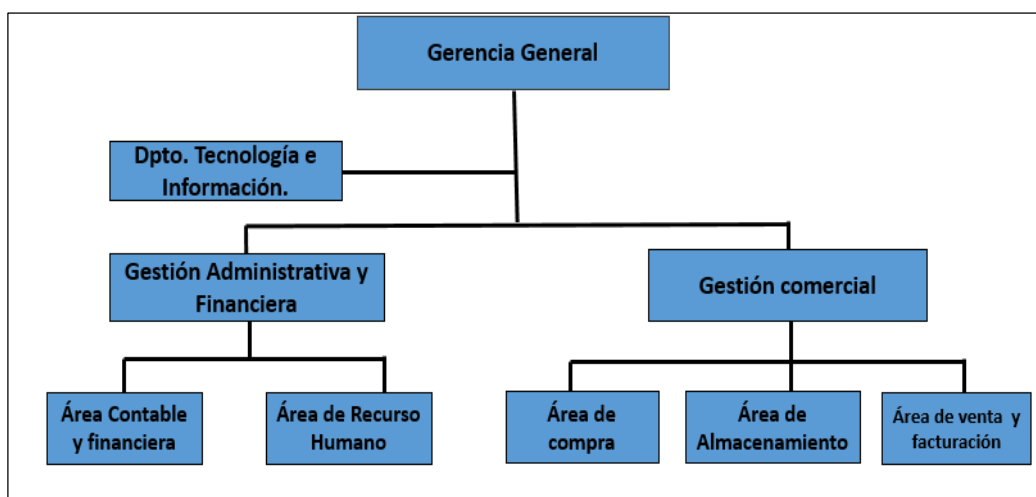 Gerencia General
Dpto. Tecnología e
Información.
Gestión Administrativa y
Financiera
Gestión comercial
Área Contable
y financiera
Área de Recurso
Humano
Área de
compra
Área de
Almacenamiento
Área de venta y
facturación